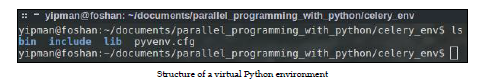 yipman@foshan: ~/documents/parallel_programming_with_python/celery_env
yipman@foshan:~/documents/parallel_programming_with_python/celery_env$ ls
bin include lib pyvenv.cfg
yipman@foshan:~/documents/parallel_programming_with_python/celery_env$
Structure of a virtual Python environment